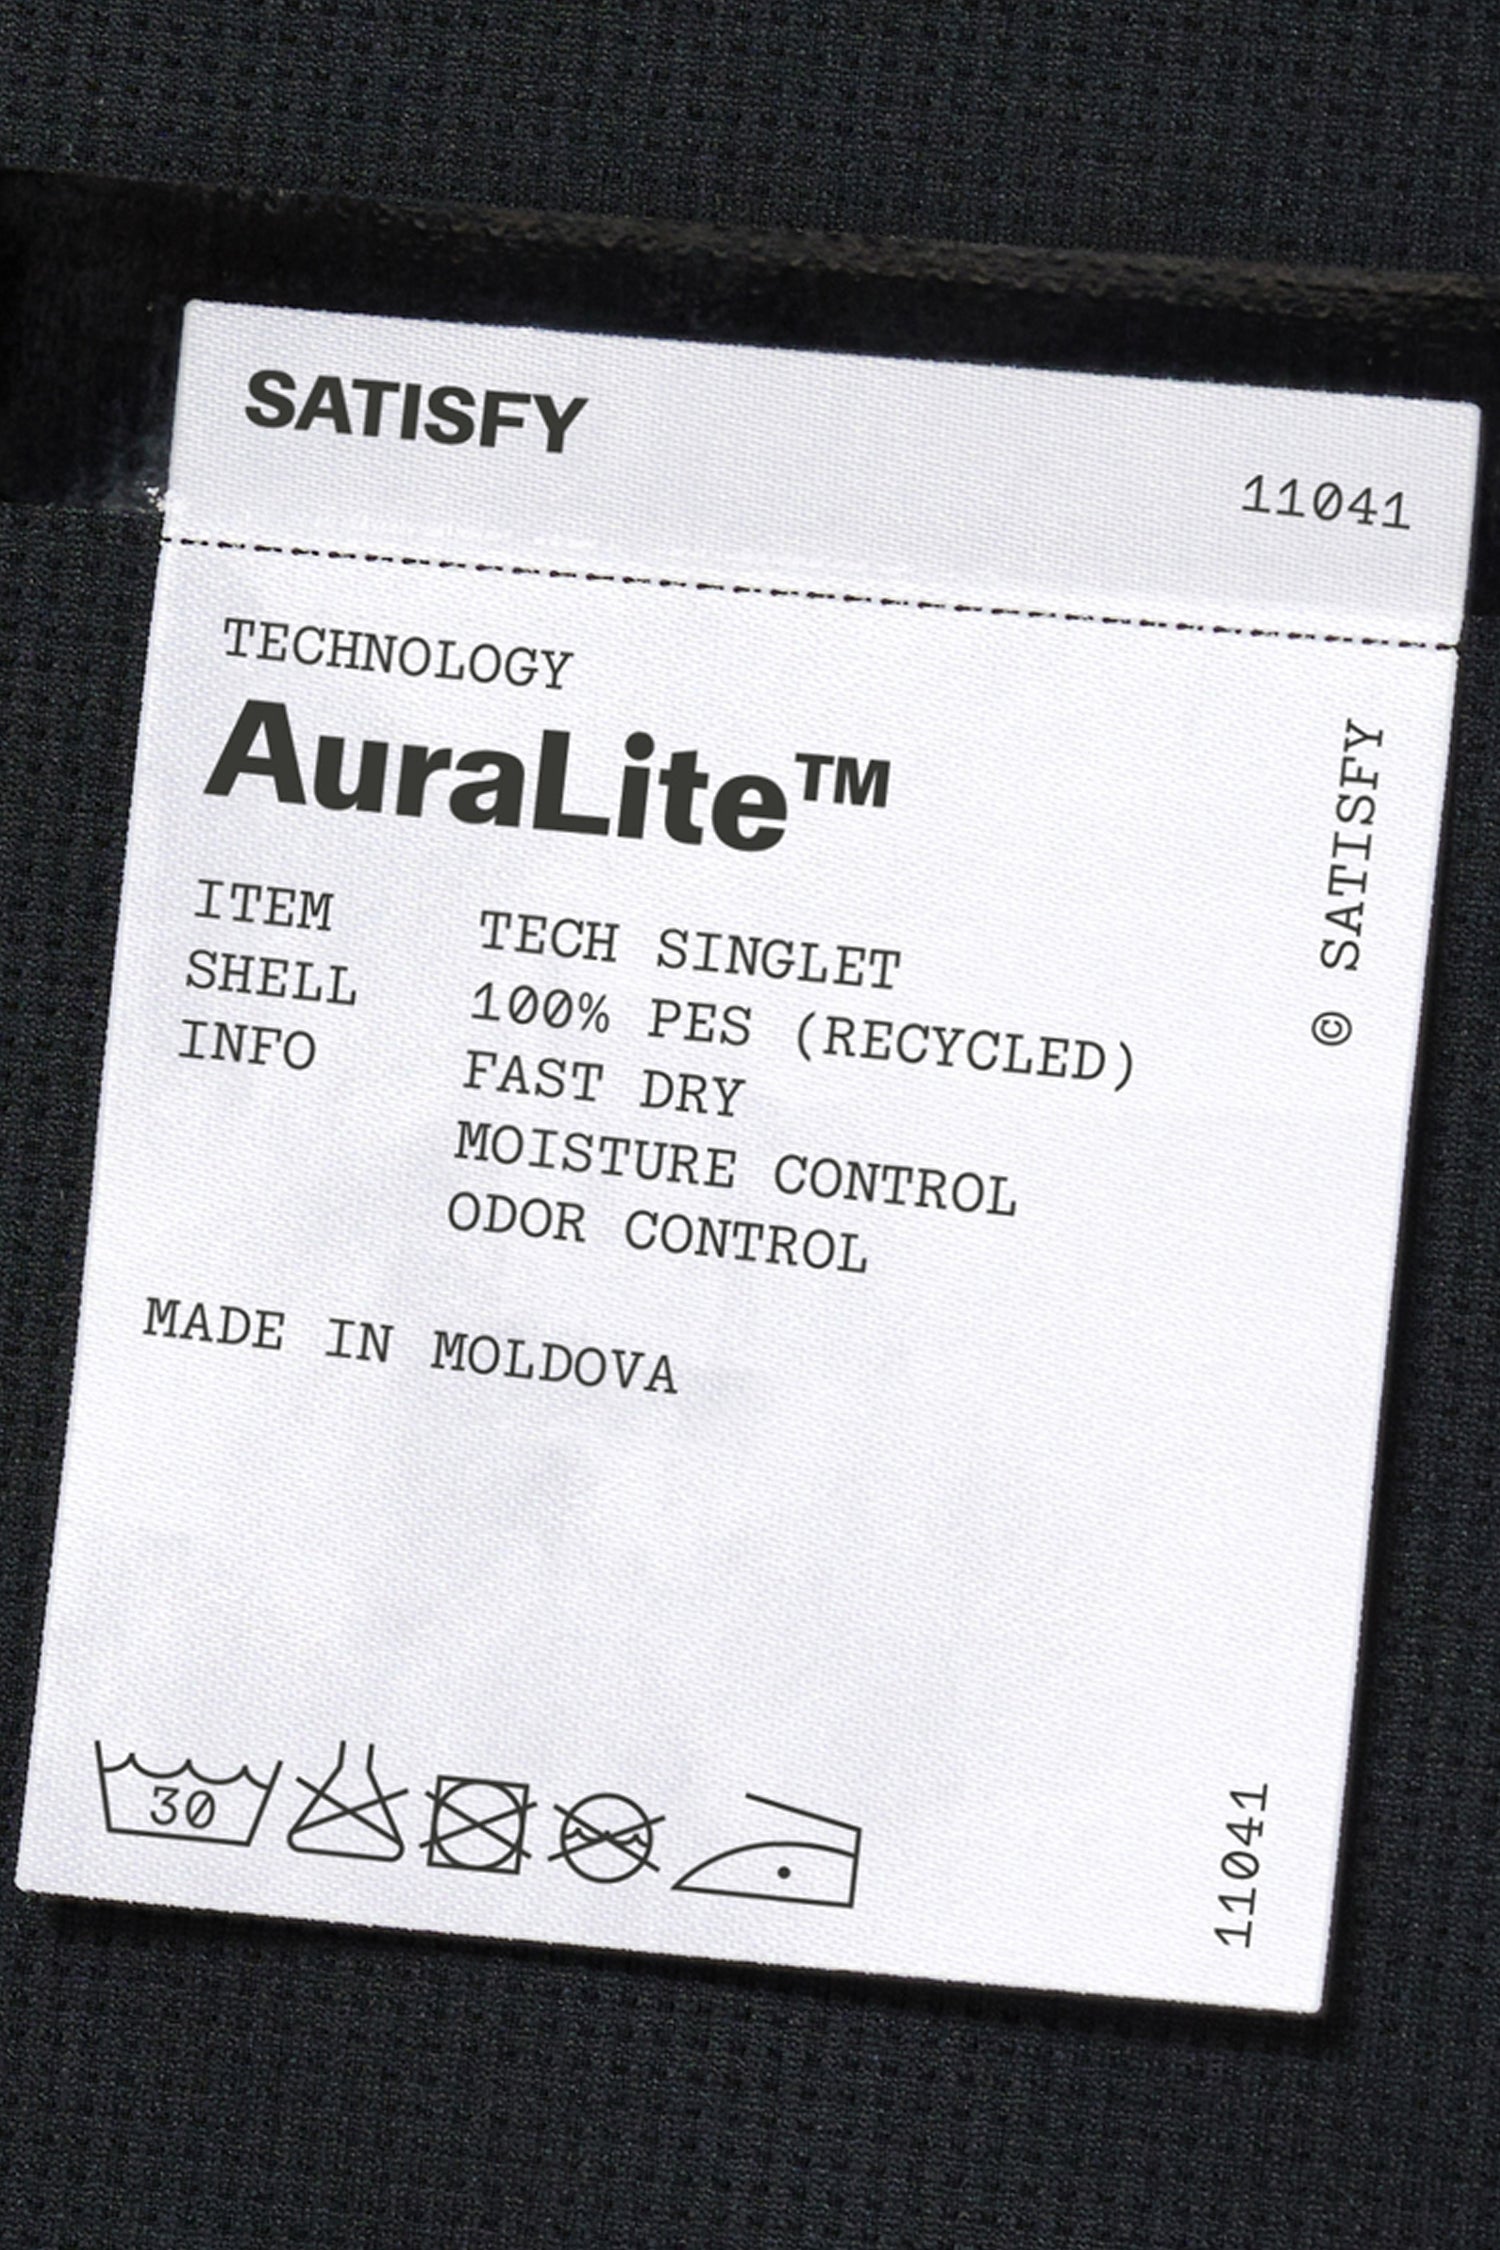 SATISFY
11041
TECHNOLOGY
AuraLite™
ITEM TECH SINGLET
SHELL 100% PES (RECYCLED)
INFO FAST DRY
MOISTURE CONTROL
ODOR CONTROL
© SATISFY
MADE IN MOLDOVA
30
11041